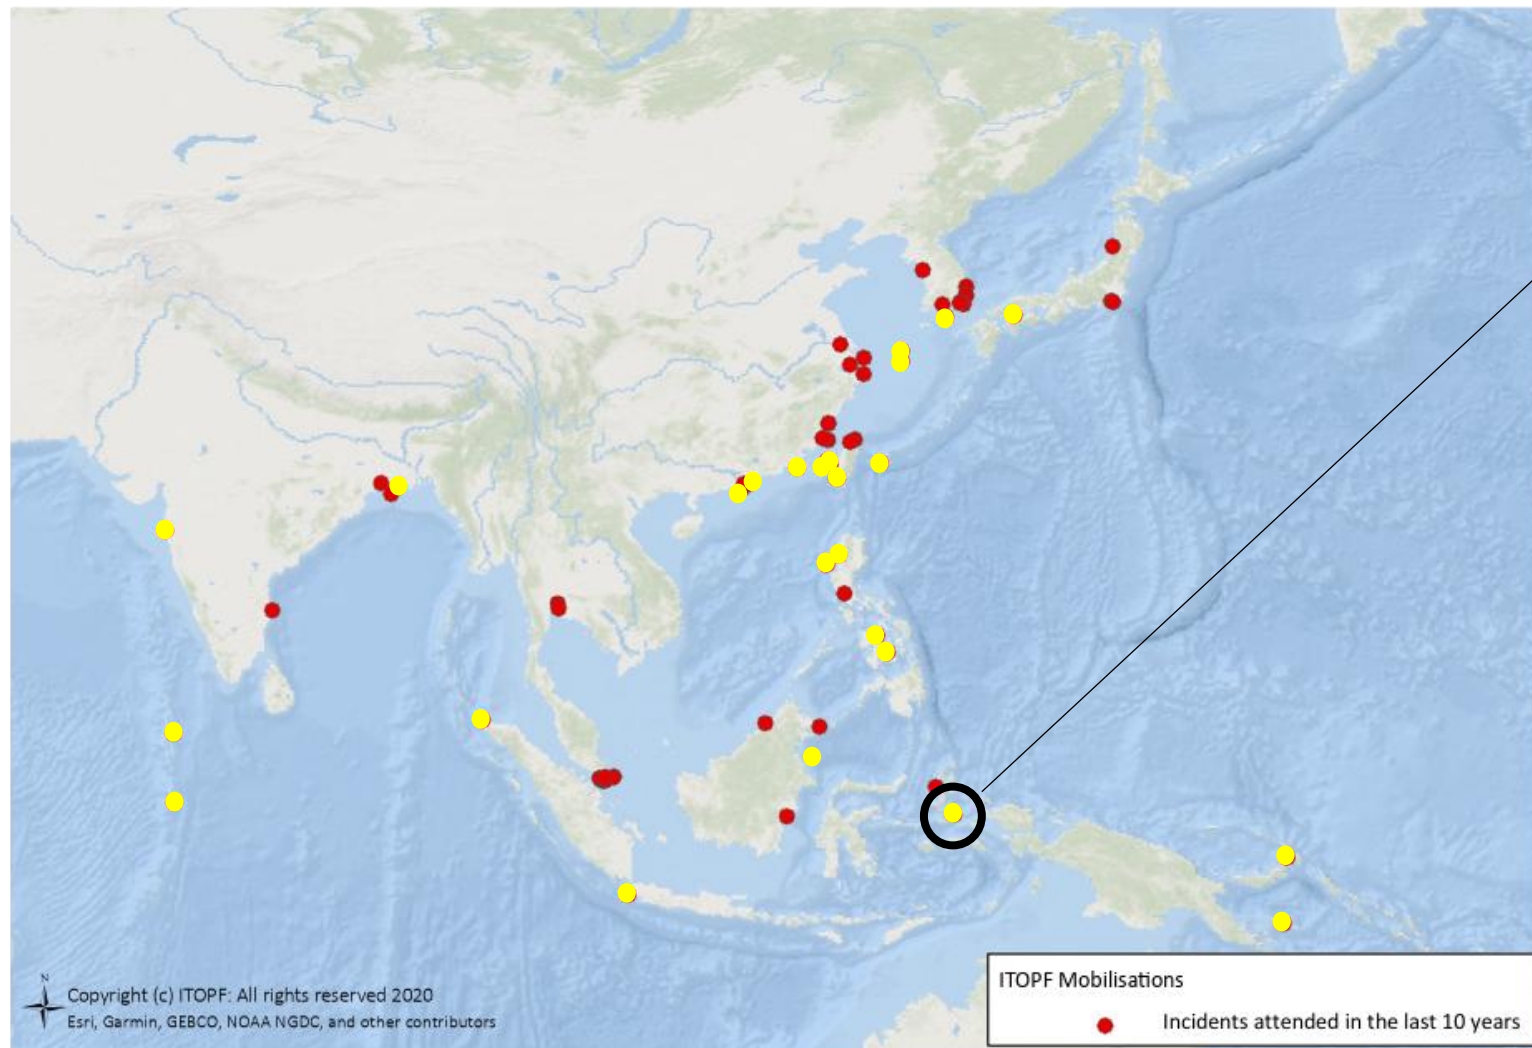 N
Copyright (c) ITOPF: All rights reserved 2020
Esri, Garmin, GEBCO, NOAA NGDC, and other contributors
ITOPF Mobilisations
Incidents attended in the last 10 years